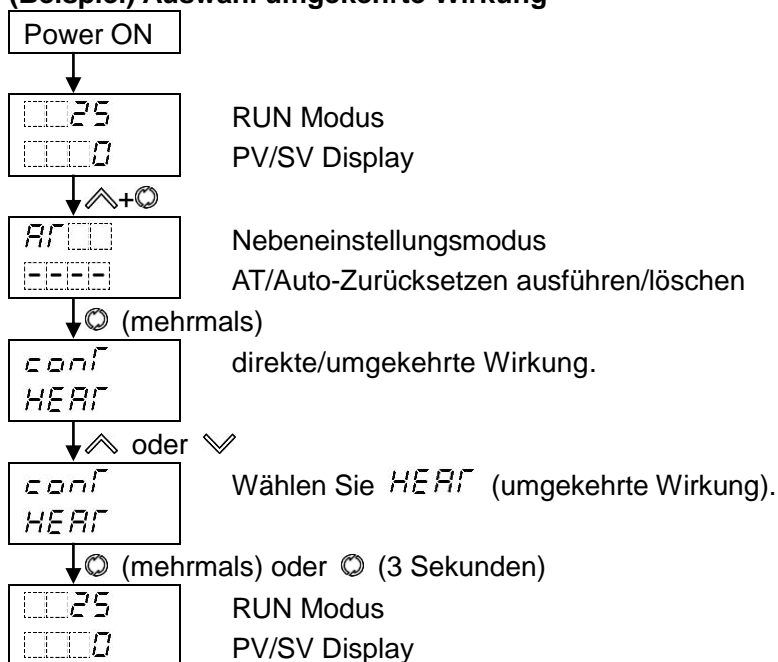 (Beispiel) Auswahl umgekehrte Wirkung
Power ON
25 RUN Modus
0 PV/SV Display
+
AT Nebeneinstellungsmodus
---- AT/Auto-Zurücksetzen ausführen/löschen
(mehrmals)
conT direkte/umgekehrte Wirkung.
HEAT
oder
conT Wählen Sie HEAT (umgekehrte Wirkung).
HEAT
(mehrmals) oder (3 Sekunden)
25 RUN Modus
0 PV/SV Display